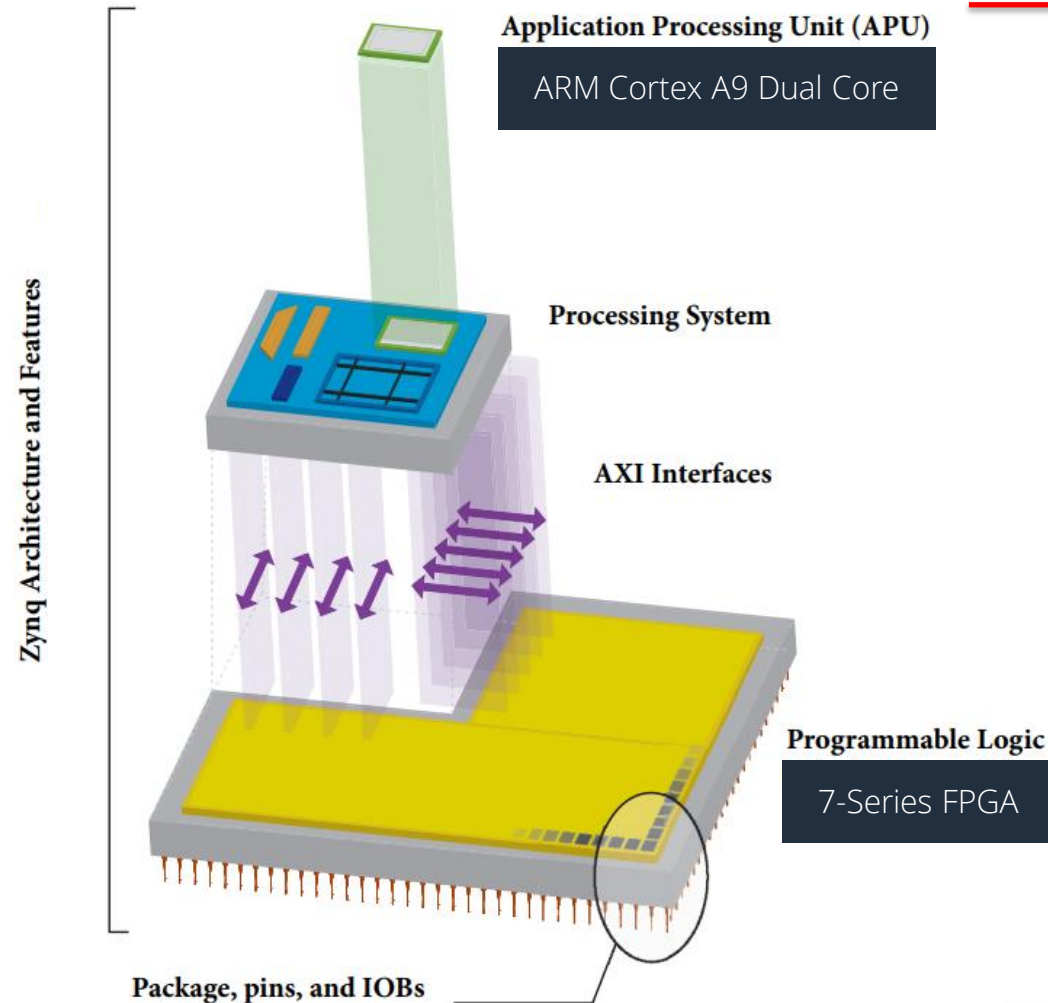 Application Processing Unit (APU)
ARM Cortex A9 Dual Core
Zynq Architecture and Features
Processing System
AXI Interfaces
Programmable Logic
7-Series FPGA
Package, pins, and IOBs